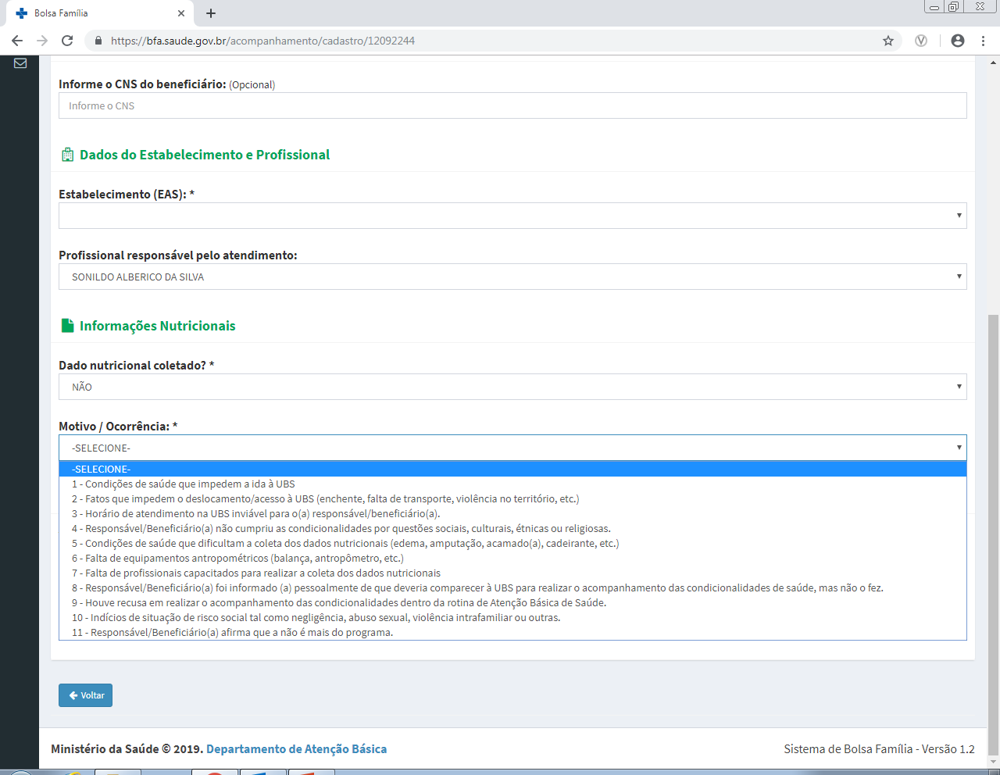 Bolsa Família
https://bfa.saude.gov.br/acompanhamento/cadastro/12092244
Informe o CNS do beneficiário: (Opcional)
Informe o CNS
Dados do Estabelecimento e Profissional
Estabelecimento (EAS): *
Profissional responsável pelo atendimento:
SONILDO ALBERICO DA SILVA
Informações Nutricionais
Dado nutricional coletado? *
NÃO
Motivo / Ocorrência: *
-SELECIONE-
-SELECIONE-
1 - Condições de saúde que impedem a ida à UBS
2 - Fatos que impedem o deslocamento/acesso à UBS (enchente, falta de transporte, violência no território, etc.)
3 - Horário de atendimento na UBS inviável para o(a) responsável/beneficiário(a).
4 - Responsável/Beneficiário(a) não cumpriu as condicionalidades por questões sociais, culturais, étnicas ou religiosas.
5 - Condições de saúde que dificultam a coleta dos dados nutricionais (edema, amputação, acamado(a), cadeirante, etc.)
6 - Falta de equipamentos antropométricos (balança, antropômetro, etc.)
7 - Falta de profissionais capacitados para realizar a coleta dos dados nutricionais
8 - Responsável/Beneficiário(a) foi informado (a) pessoalmente de que deveria comparecer à UBS para realizar o acompanhamento das condicionalidades de saúde, mas não o fez.
9 - Houve recusa em realizar o acompanhamento das condicionalidades dentro da rotina de Atenção Básica de Saúde.
10 - Indícios de situação de risco social tal como negligência, abuso sexual, violência intrafamiliar ou outras.
11 - Responsável/Beneficiário(a) afirma que a não é mais do programa.
Voltar
Ministério da Saúde © 2019. Departamento de Atenção Básica
Sistema de Bolsa Família - Versão 1.2